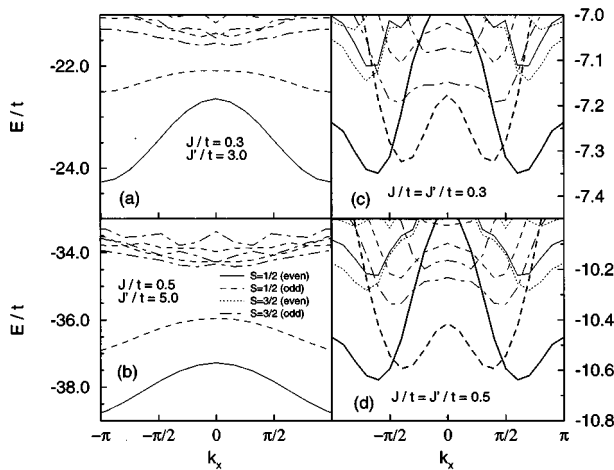 -22.0
-24.0
E / t
J / t = 0.3
J' / t = 3.0
(a)
-7.0
-7.1
-7.2
-7.3
-7.4
E / t
J / t = J' / t = 0.3
(c)
-34.0
-36.0
-38.0
E / t
J / t = 0.5
J' / t = 5.0
S=1/2 (even)
S=1/2 (odd)
S=3/2 (even)
S=3/2 (odd)
(b)
-10.2
-10.4
-10.6
-10.8
E / t
J / t = J' / t = 0.5
(d)
−π −π/2 0 π/2
−π/2 0 π/2 π
kx
kx